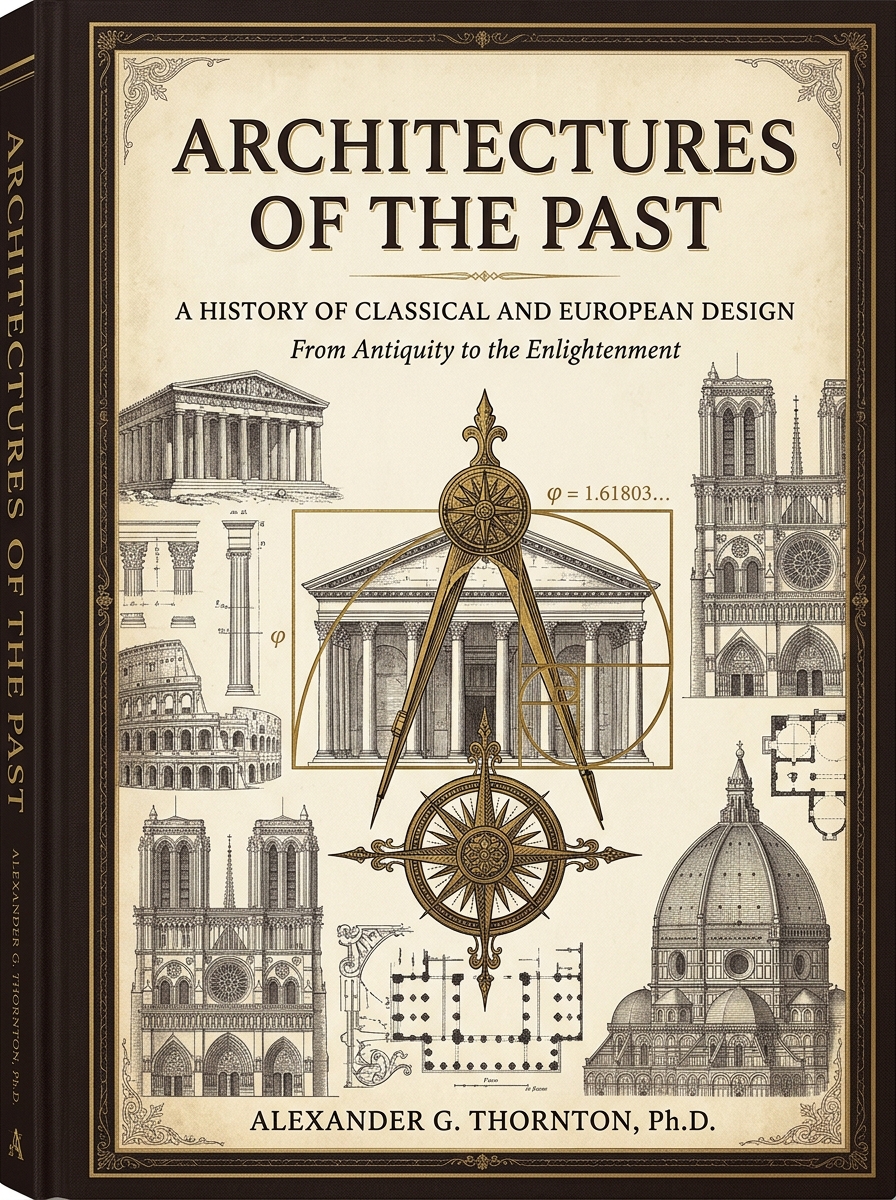 ARCHITECTURES
OF THE PAST
A HISTORY OF CLASSICAL AND EUROPEAN DESIGN
From Antiquity to the Enlightenment
φ = 1.61803...
φ
ALEXANDER G. THORNTON, Ph.D.
ARCHITECTURES OF THE PAST
ALEXANDER G. THORNTON, Ph.D.